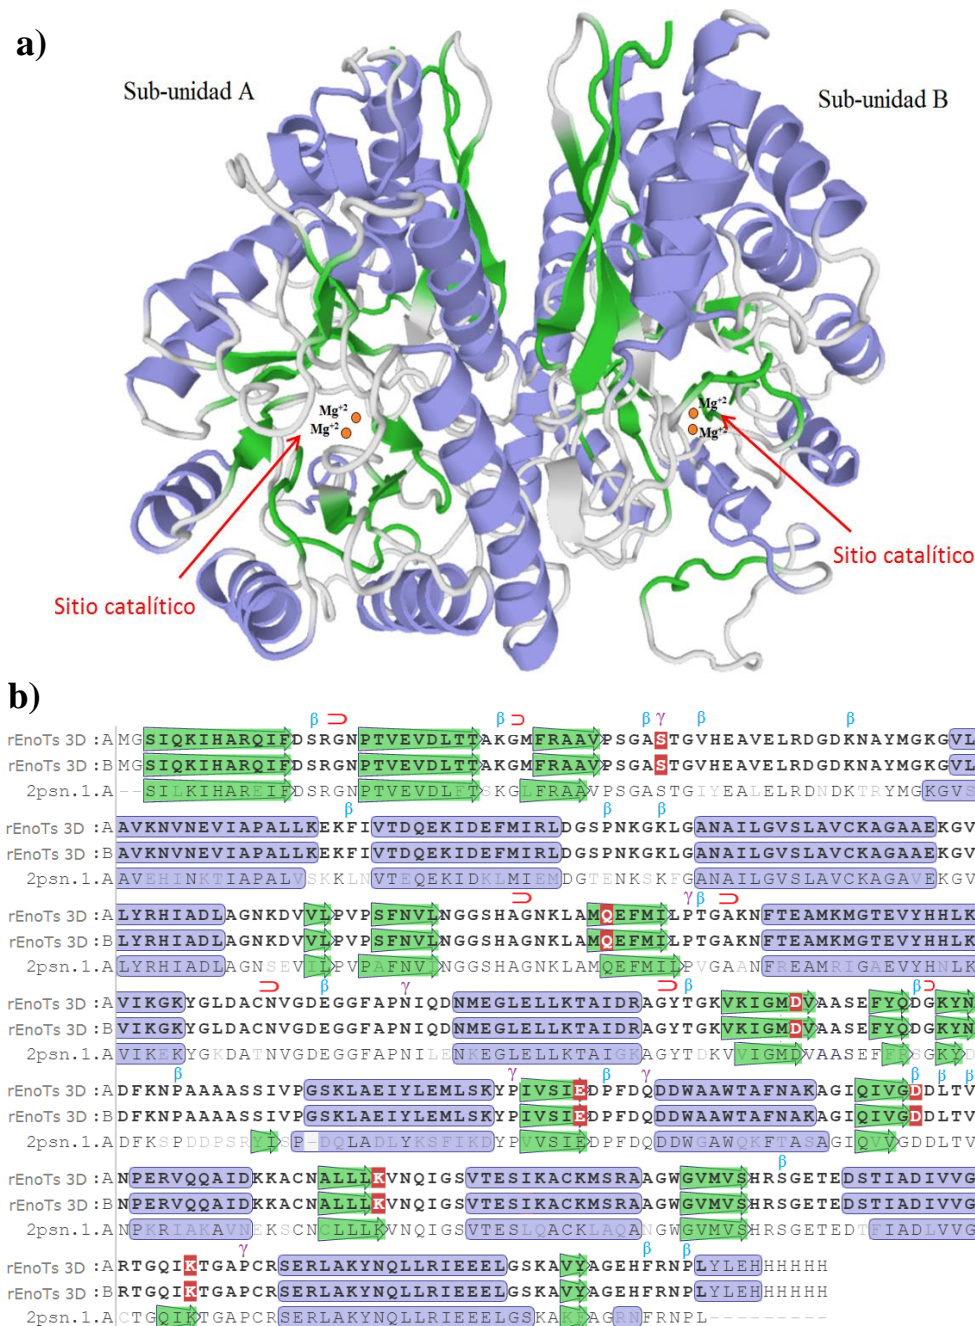 a)
Sub-unidad A
Sub-unidad B
Mg+2
Mg+2
Mg+2
Mg+2
Sitio catalítico
Sitio catalítico
b)
β β β γ β β
rEnoTs 3D :A MGSIQKIHARQIFDSRGNPTVEVDLTTAKGMFRAAVPSGASTGVHEAVELRDGDKNAYMGKGVL
rEnoTs 3D :B MGSIQKIHARQIFDSRGNPTVEVDLTTAKGMFRAAVPSGASTGVHEAVELRDGDKNAYMGKGVL
2psn.1.A --SILKIHAREIFDSRGNPTVEVDLFTSKGLFRAAVPSGASTGIYEALELRDNDKTRYMGKGVS
β β β
rEnoTs 3D :A AVKNVNEVIAPALLKEKFIVTDQEKIDEFMIRLDGSPNKGKLGANAILGVSLAVCKAGAAEKGV
rEnoTs 3D :B AVKNVNEVIAPALLKEKFIVTDQEKIDEFMIRLDGSPNKGKLGANAILGVSLAVCKAGAAEKGV
2psn.1.A AVEHINKTIAPALVSKKLNVTEQEKIDKLMIEMDGTENKSKFGANAILGVSLAVCKAGAVEKGV
γ β
rEnoTs 3D :A LYRHIADLAGNKDVVLPVPSFNVLNGGSHAGNKLAMQEFMILPTGAKNFTEAMKMGTEVYHHLK
rEnoTs 3D :B LYRHIADLAGNKDVVLPVPSFNVLNGGSHAGNKLAMQEFMILPTGAKNFTEAMKMGTEVYHHLK
2psn.1.A LYRHIADLAGNSEVILPVPAFNVINGGSHAGNKLAMQEFMILPVGAANFREAMRIGAEVYHNLK
β γ β β
rEnoTs 3D :A VIKGKYGLDACNVGDEGGFAPNIQDNMEGLELLKTAIDRAGYTGKVKIGMDVAASEFYQDGKYN
rEnoTs 3D :B VIKGKYGLDACNVGDEGGFAPNIQDNMEGLELLKTAIDRAGYTGKVKIGMDVAASEFYQDGKYN
2psn.1.A VIKEKYGKDATNVGDEGGFAPNILENKEGLELLKTAIGKAGYTDKVVIGMDVAASEFFRSGKYD
β γ β γ β β β
rEnoTs 3D :A DFKNPAAAASSIVPGSKLAEIYLEMLSKYPIVSIEDPFDQDDWAAWTAFNAKAGIQIVGDDLTV
rEnoTs 3D :B DFKNPAAAASSIVPGSKLAEIYLEMLSKYPIVSIEDPFDQDDWAAWTAFNAKAGIQIVGDDLTV
2psn.1.A DFKSPDDPSRYISP-DQLADLYKSFIKDYPVVSIEDPFDQDDWGAWQKFTASAGIQVVGDDLTV
β
rEnoTs 3D :A NPERVQQAIDKKACNALLLKVNQIGSVTESIKACKMSRAAGWGVMVSHRSGETEDSTIADIVVG
rEnoTs 3D :B NPERVQQAIDKKACNALLLKVNQIGSVTESIKACKMSRAAGWGVMVSHRSGETEDSTIADIVVG
2psn.1.A NPKRIAKAVNEKSCNCLLLKVNQIGSVTESLQACKLAQANGWGVMVSHRSGETEDTFIADLVVG
γ β β
rEnoTs 3D :A RTGQIKTGAPCRSERLAKYNQLLRIEEELGSKAVYAGEHFRNPLYLEHHHHHH
rEnoTs 3D :B RTGQIKTGAPCRSERLAKYNQLLRIEEELGSKAVYAGEHFRNPLYLEHHHHHH
2psn.1.A CTGQIKTGAPCRSERLAKYNQLLRIEEELGSKAKFAGRNFRNPL---------